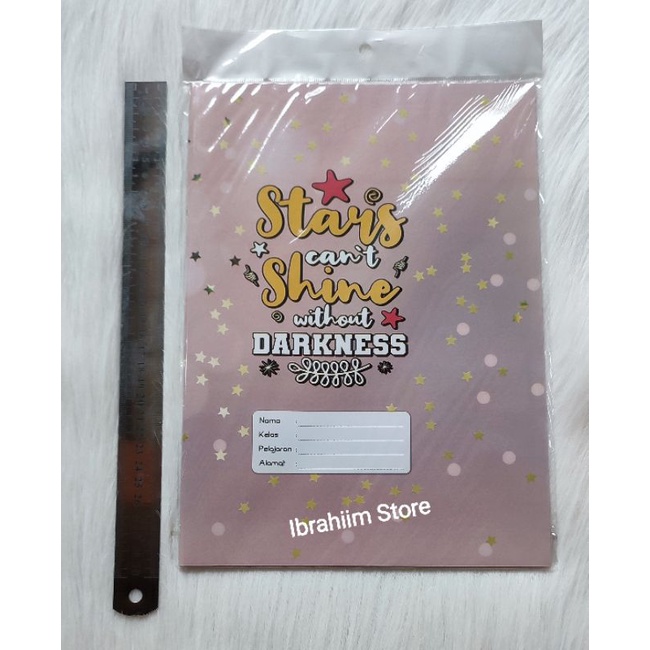 Stars
can't
Shine
without
DARKNESS
Nama :
Kelas :
Pelajaran :
Alamat :
Ibrahiim Store